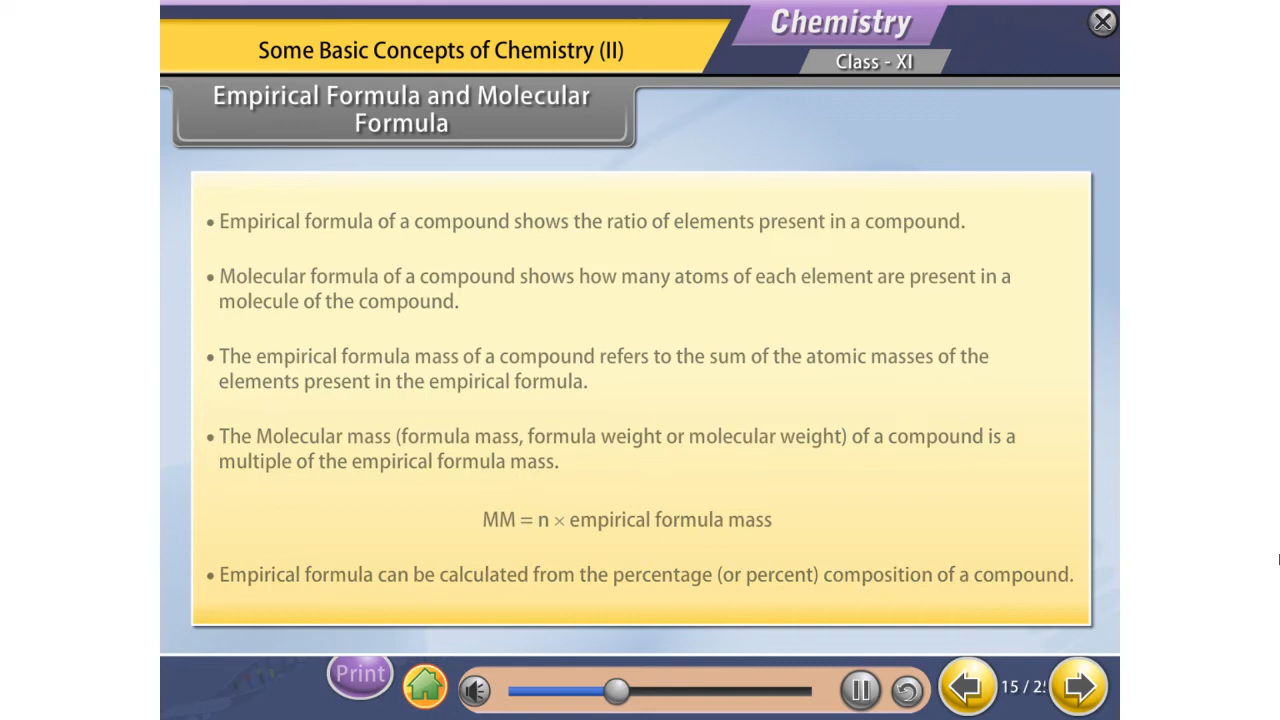 Chemistry
Some Basic Concepts of Chemistry (II)
Class - XI
Empirical Formula and Molecular
Formula
• Empirical formula of a compound shows the ratio of elements present in a compound.
• Molecular formula of a compound shows how many atoms of each element are present in a
molecule of the compound.
• The empirical formula mass of a compound refers to the sum of the atomic masses of the
elements present in the empirical formula.
• The Molecular mass (formula mass, formula weight or molecular weight) of a compound is a
multiple of the empirical formula mass.
MM = n × empirical formula mass
• Empirical formula can be calculated from the percentage (or percent) composition of a compound.
Print
15 / 2